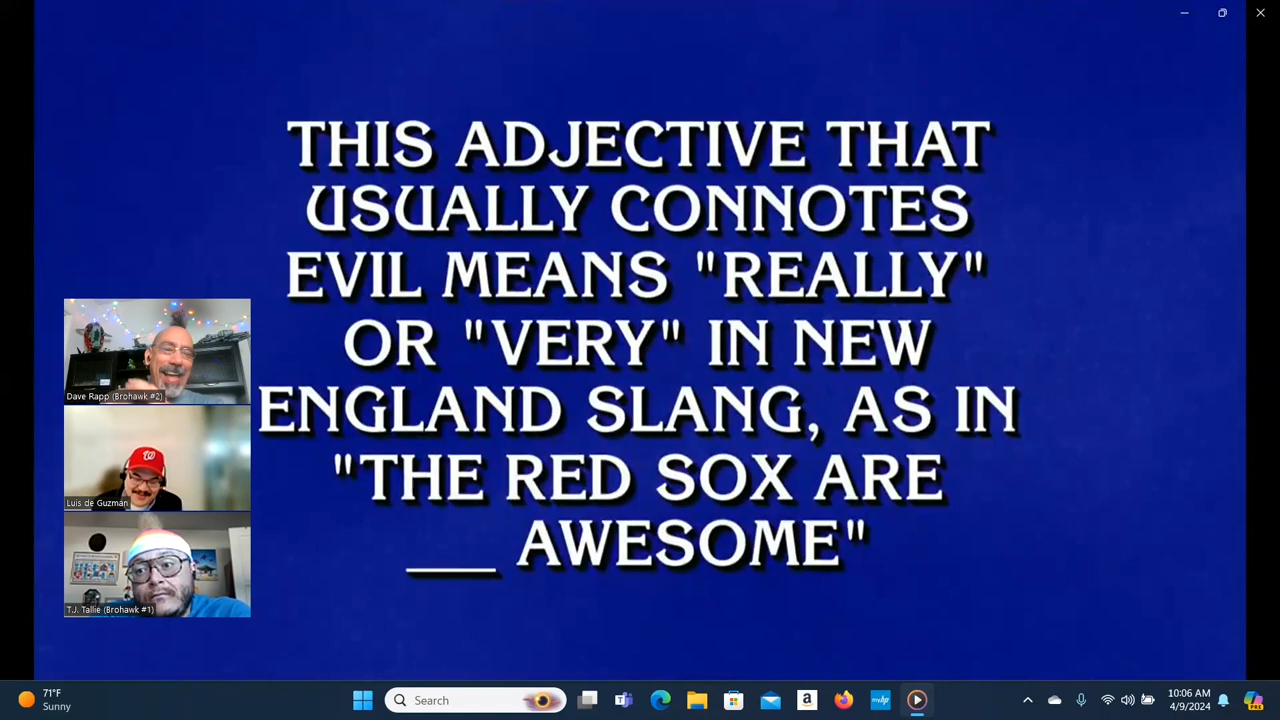 THIS ADJECTIVE THAT
USUALLY CONNOTES
EVIL MEANS "REALLY"
OR "VERY" IN NEW
ENGLAND SLANG, AS IN
"THE RED SOX ARE
___ AWESOME"
Dave Rapp (Brohawk #2)
W
Luis de Guzman
T.J. Tallie (Brohawk #1)
71°F
Sunny
Search
a
myhp
10:06 AM
4/9/2024
PRE